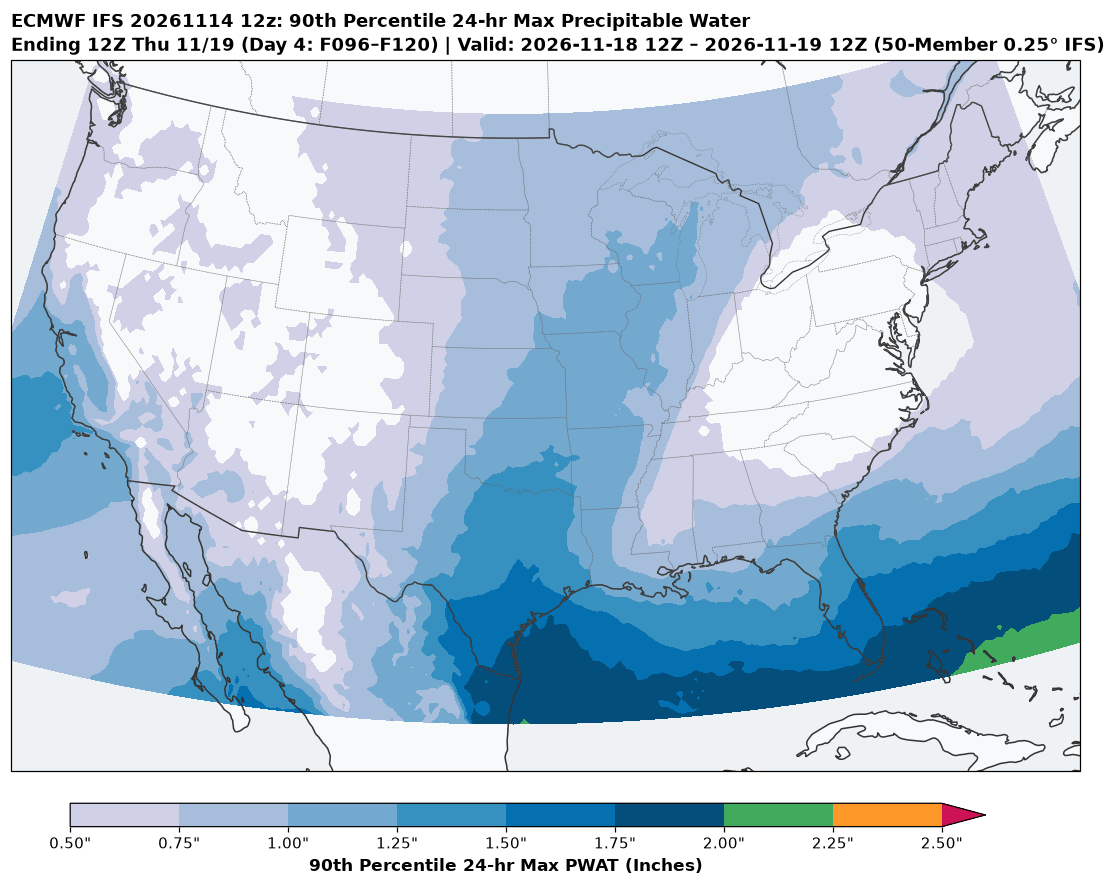 ECMWF IFS 20261114 12z: 90th Percentile 24-hr Max Precipitable Water
Ending 12Z Thu 11/19 (Day 4: F096–F120) | Valid: 2026-11-18 12Z – 2026-11-19 12Z (50-Member 0.25° IFS)
0.50" 0.75" 1.00" 1.25" 1.50" 1.75" 2.00" 2.25" 2.50"
90th Percentile 24-hr Max PWAT (Inches)